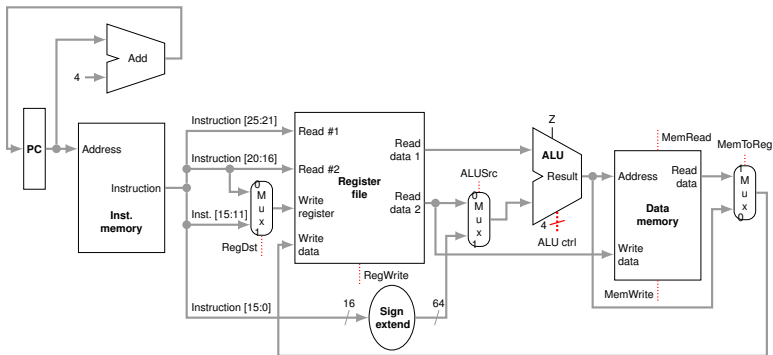 Add
4
PC
Address
Instruction
Inst.
memory
Instruction [25:21]
Instruction [20:16]
Inst. [15:11]
Instruction [15:0]
0
M
u
x
1
RegDst
Read #1
Read #2
Write
register
Write
data
Register
file
Read
data 1
Read
data 2
RegWrite
16
Sign
extend
64
ALUSrc
0
M
u
x
1
Z
ALU
Result
4
ALU ctrl
MemRead
Address
Read
data
Data
memory
Write
data
MemWrite
MemToReg
1
M
u
x
0